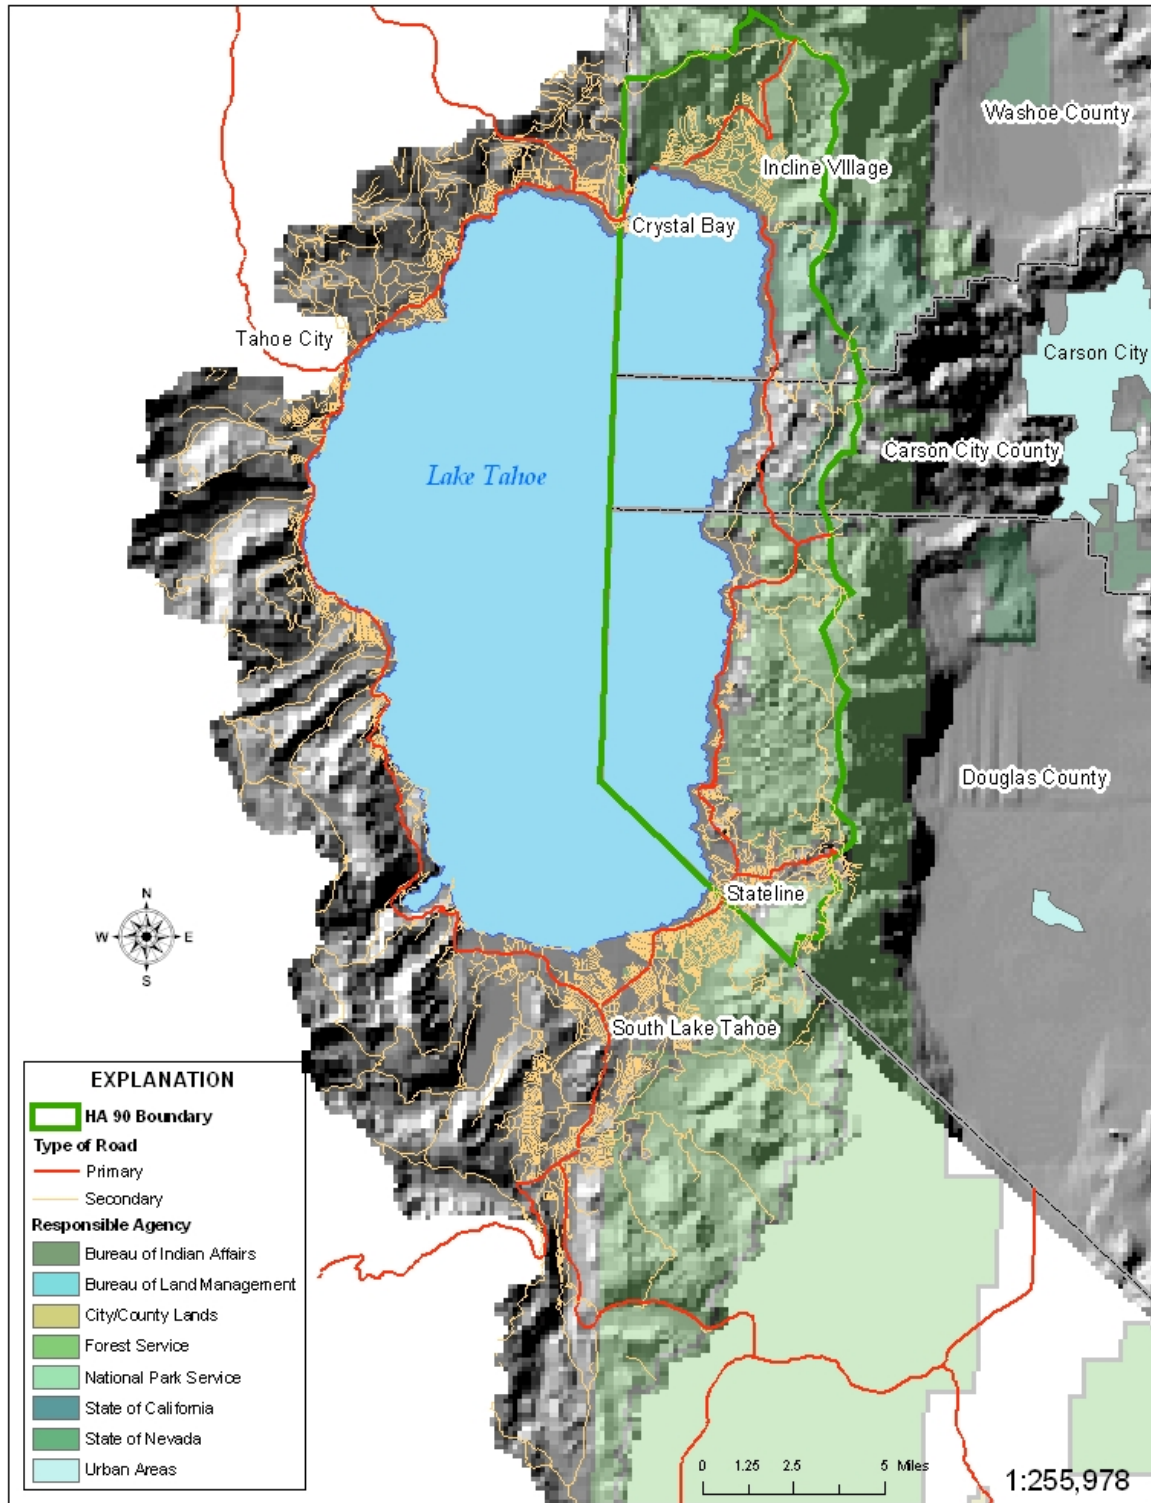 Washoe County
Incline VIllage
Crystal Bay
Tahoe City
Carson City
Carson City County
Lake Tahoe
Douglas County
Stateline
N
W E
S
South Lake Tahoe
EXPLANATION
HA 90 Boundary
Type of Road
Primary
Secondary
Responsible Agency
Bureau of Indian Affairs
Bureau of Land Management
City/County Lands
Forest Service
National Park Service
State of California
State of Nevada
Urban Areas
0 1.25 2.5 5 Miles
1:255,978